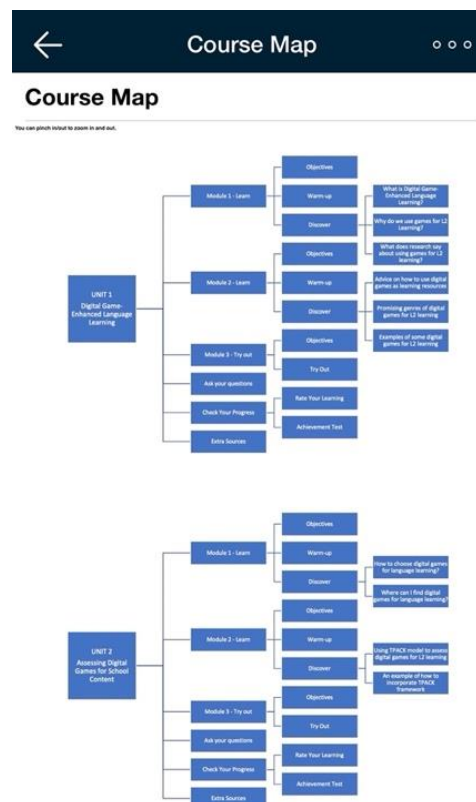 Course Map
Course Map
You can pinch in/out to zoom in and out.
UNIT 1
Digital Game-
Enhanced Language
Learning
Module 1 - Learn
Objectives
Warm-up
Discover
What is Digital Game-
Enhanced Language
Learning?
Why do we use games for L2
Learning?
What does research say
about using games for L2
learning?
Module 2 - Learn
Objectives
Warm-up
Discover
Advice on how to use digital
games as learning resources
Promising genres of digital
games for L2 learning
Examples of some digital
games for L2 learning
Module 3 - Try out
Objectives
Try Out
Ask your questions
Check Your Progress
Rate Your Learning
Achievement Test
Extra Sources
UNIT 2
Assessing Digital
Games for School
Content
Module 1 - Learn
Objectives
Warm-up
Discover
How to choose digital games
for language learning?
Where can I find digital
games for language learning?
Module 2 - Learn
Objectives
Warm-up
Discover
Using TPACK model to assess
digital games for L2 learning
An example of how to
incorporate TPACK
framework
Module 3 - Try out
Objectives
Try Out
Ask your questions
Check Your Progress
Rate Your Learning
Achievement Test
Extra Sources